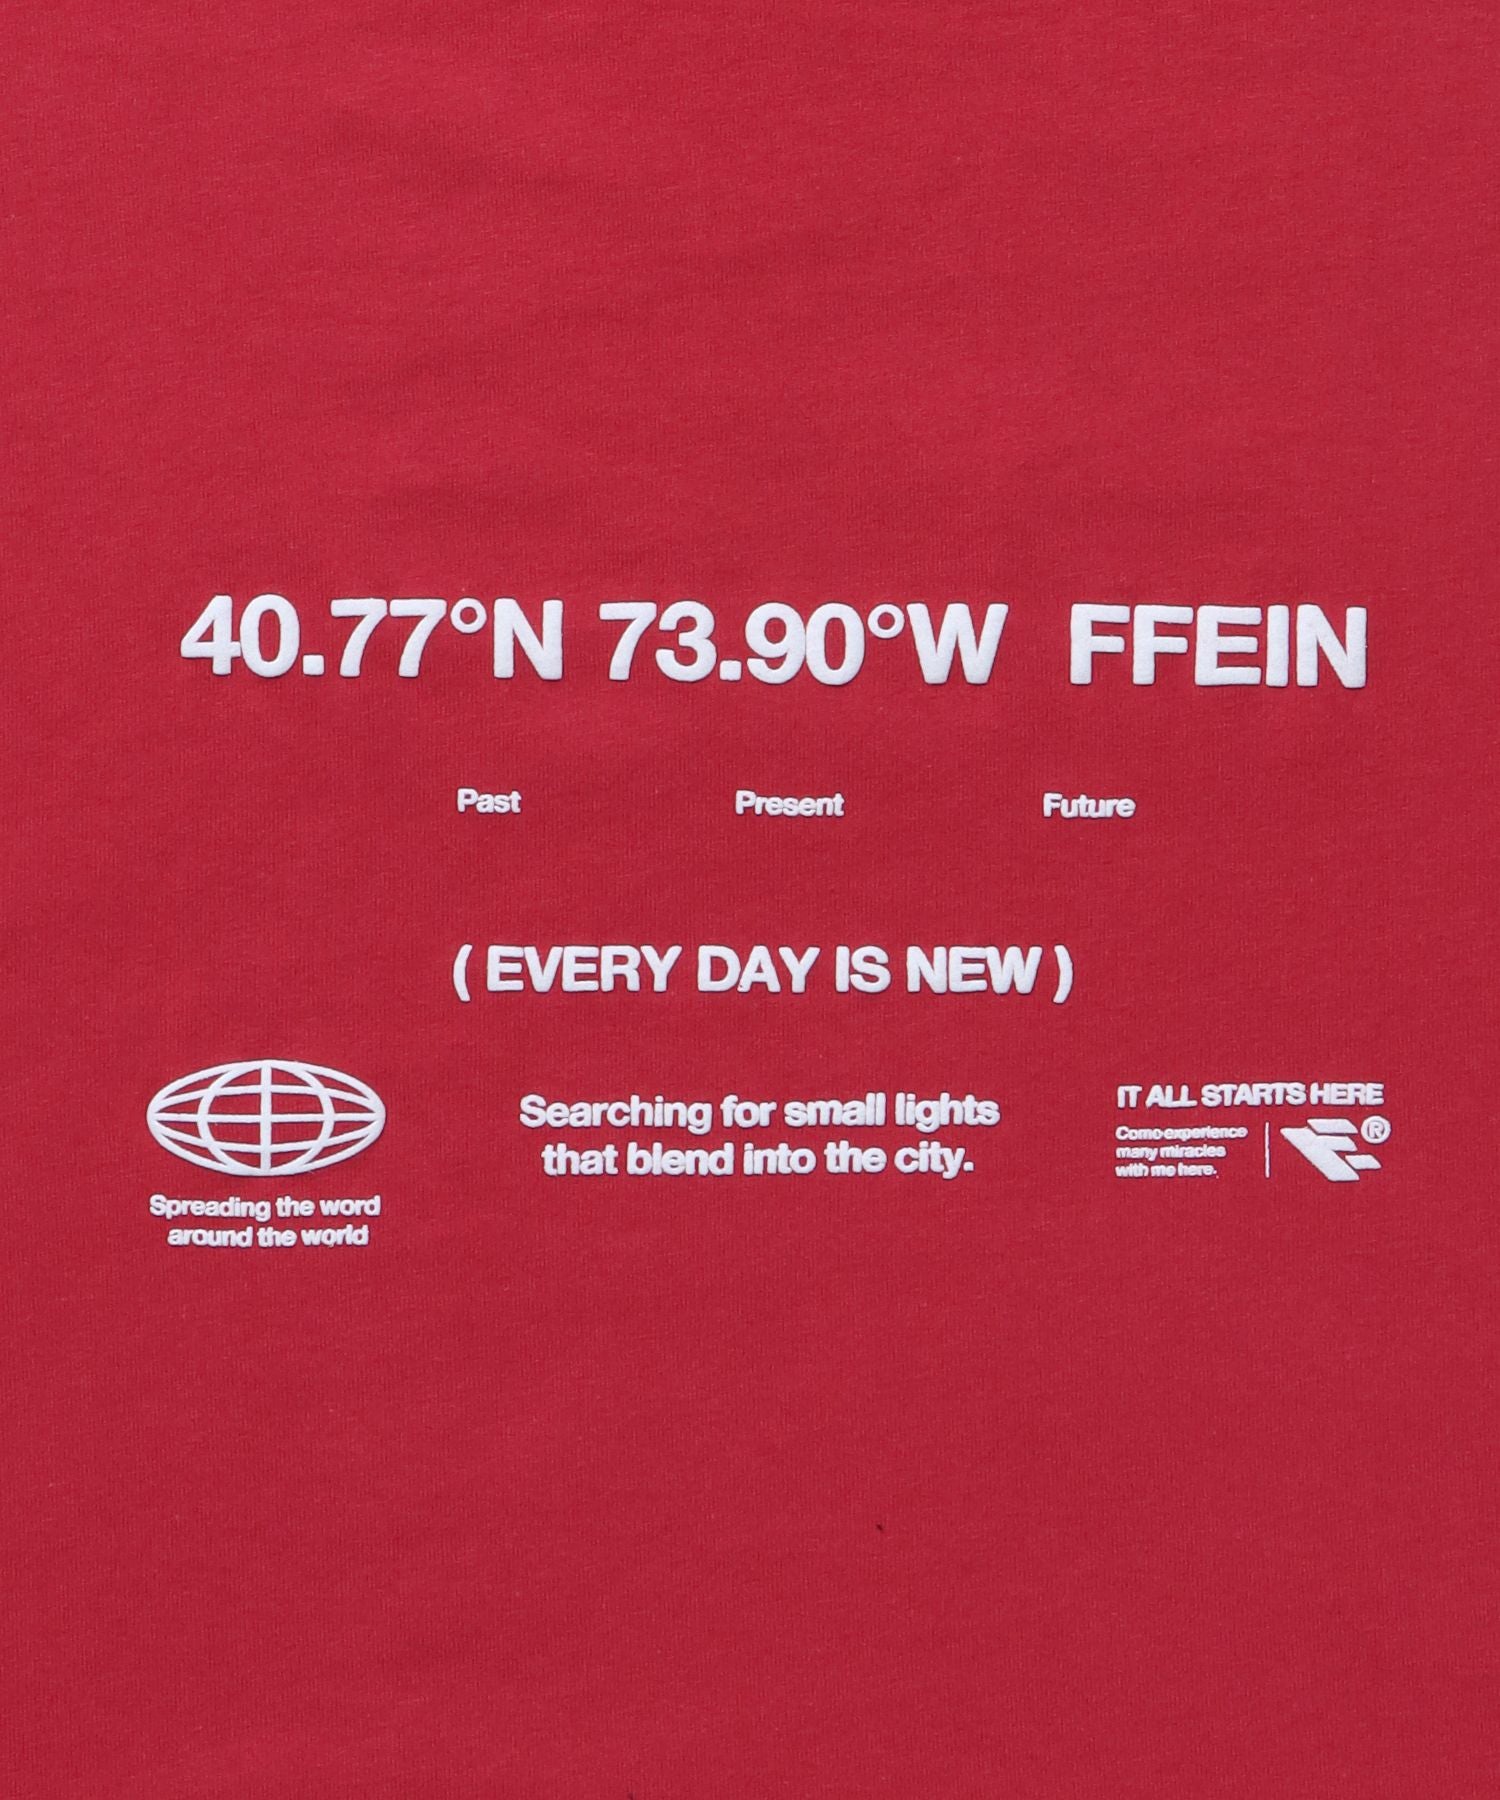 40.77°N 73.90°W FFEIN
Past Present Future
( EVERY DAY IS NEW )
Searching for small lights
that blend into the city.
Spreading the word
around the world
IT ALL STARTS HERE
Como experience
many miracles
with me here.
®